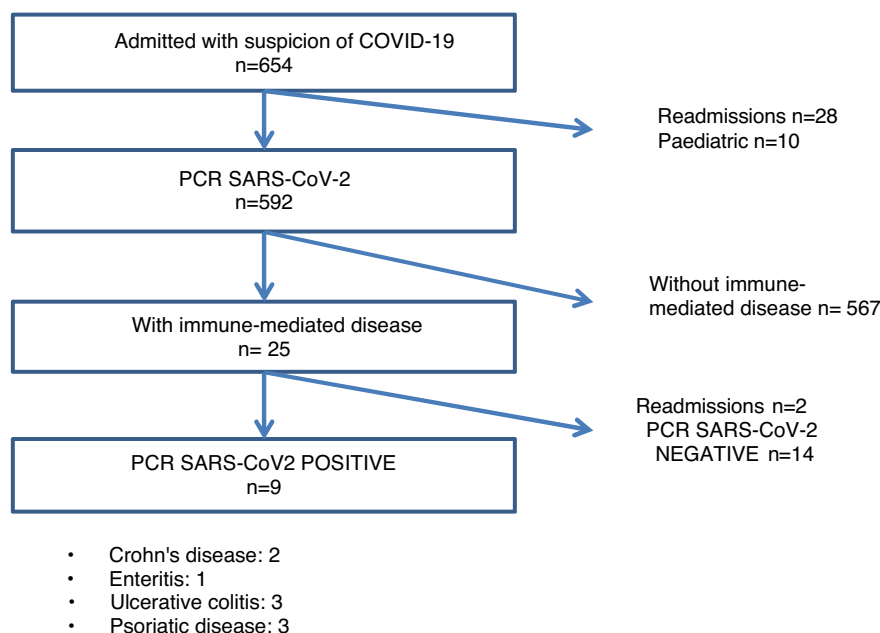 Admitted with suspicion of COVID-19
n=654
Readmissions n=28
Paediatric n=10
PCR SARS-CoV-2
n=592
Without immune-
mediated disease n= 567
With immune-mediated disease
n= 25
Readmissions n=2
PCR SARS-CoV-2
NEGATIVE n=14
PCR SARS-CoV2 POSITIVE
n=9
• Crohn's disease: 2
• Enteritis: 1
• Ulcerative colitis: 3
• Psoriatic disease: 3